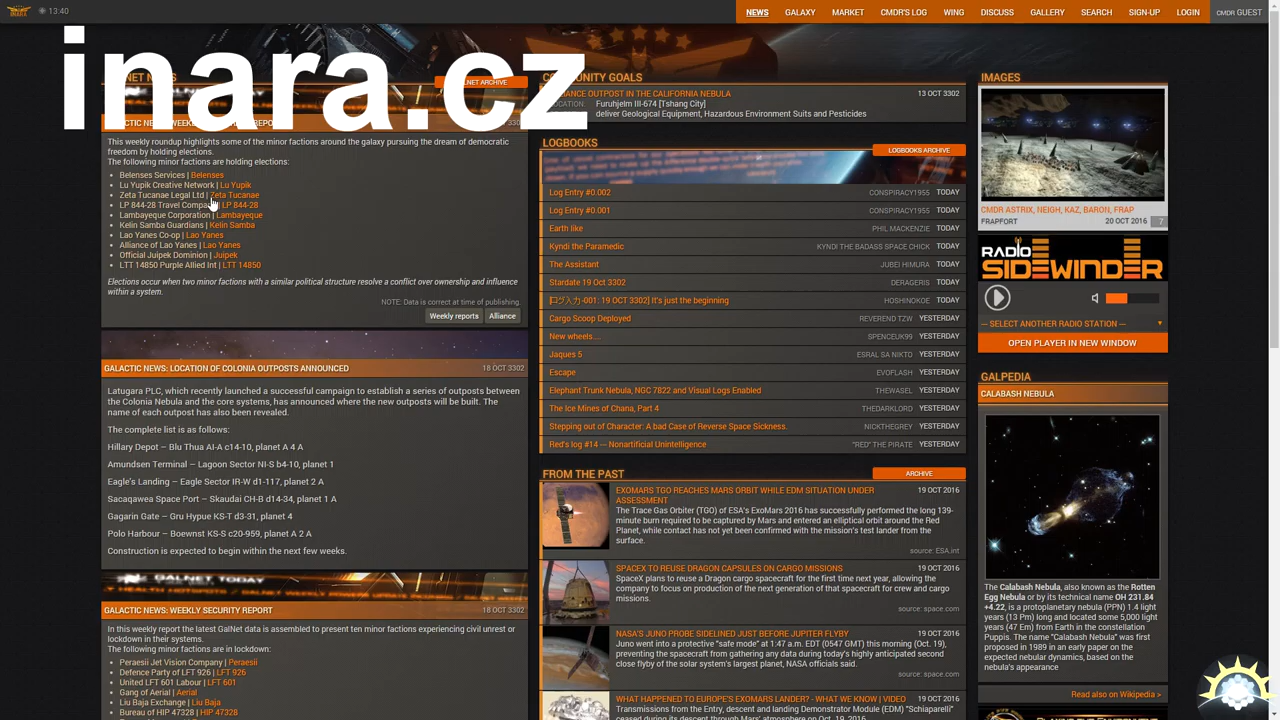 13:40
NEWS
GALAXY
MARKET
CMDR'S LOG
WING
DISCUSS
GALLERY
SEARCH
SIGN-UP
LOGIN
CMDR GUEST
inara.cz
This weekly roundup highlights some of the minor factions around the galaxy pursuing the dream of democratic
freedom by holding elections.
The following minor factions are holding elections:
Belenses Services | Belenses
Lu Yupik Creative Network | Lu Yupik
Zeta Tucanae Legal Ltd | Zeta Tucanae
LP 844-28 Travel | LP 844-28
Lambayeque Corporation | Lambayeque
Kelin Samba Guardians | Kelin Samba
Lao Yanes Co-op | Lao Yanes
Alliance of Lao Yanes | Lao Yanes
Official Juipek Dominion | Juipek
LTT 14850 Purple Allied Int | LTT 14850
Elections occur when two minor factions with a similar political structure resolve a conflict over ownership and influence
within a system.
NOTE: Data is correct at time of publishing.
Weekly reports
Alliance
GALACTIC NEWS: LOCATION OF COLONIA OUTPOSTS ANNOUNCED
18 OCT 3302
Latugara PLC, which recently launched a successful campaign to establish a series of outposts between
the Colonia Nebula and the core systems, has announced where the new outposts will be built. The
name of each outpost has also been revealed.
The complete list is as follows:
Hillary Depot – Blu Thua AI-A c14-10, planet A 4 A
Amundsen Terminal – Lagoon Sector NI-S b4-10, planet 1
Eagle's Landing – Eagle Sector IR-W d1-117, planet 2 A
Sacaqawea Space Port – Skaudai CH-B d14-34, planet 1 A
Gagarin Gate – Gru Hypue KS-T d3-31, planet 4
Polo Harbour – Boewnst KS-S c20-959, planet A 2 A
Construction is expected to begin within the next few weeks.
GALNET TODAY
GALACTIC NEWS: WEEKLY SECURITY REPORT
18 OCT 3302
In this weekly report the latest GalNet data is assembled to present ten minor factions experiencing civil unrest or
lockdown in their systems.
The following minor factions are in lockdown:
Peraesii Jet Vision Company | Peraesii
Defence Party of LFT 926 | LFT 926
United LFT 601 Labour | LFT 601
Gang of Aerial | Aerial
Liu Baja Exchange | Liu Baja
Bureau of HIP 47328 | HIP 47328
COMMUNITY GOALS
OUTPOST IN THE CALIFORNIA NEBULA
13 OCT 3302
Furuhjelm III-674 [Tshang City]
deliver Geological Equipment, Hazardous Environment Suits and Pesticides
LOGBOOKS
LOGBOOKS ARCHIVE
Log Entry #0.002 CONSPIRACY1955 TODAY
Log Entry #0.001 CONSPIRACY1955 TODAY
Earth like PHIL MACKENZIE TODAY
Kyndi the Paramedic KYNDI THE BADASS SPACE CHICK TODAY
The Assistant JUBEI HIMURA TODAY
Stardate 19 Oct 3302 DERAGERIS TODAY
-001: 19 OCT 3302] It's just the beginning HOSHINOKOE TODAY
Cargo Scoop Deployed REVEREND TZW YESTERDAY
New wheels.... SPENCEUK99 YESTERDAY
Jaques 5 ESRAL SA NIKTO YESTERDAY
Escape EVOFLASH YESTERDAY
Elephant Trunk Nebula, NGC 7822 and Visual Logs Enabled THEWASEL YESTERDAY
The Ice Mines of Chana, Part 4 THEDARKLORD YESTERDAY
Stepping out of Character: A bad Case of Reverse Space Sickness. NICKTHEGREY YESTERDAY
Red's log #14 --- Nonartificial Unintelligence "RED" THE PIRATE YESTERDAY
FROM THE PAST
ARCHIVE
EXOMARS TGO REACHES MARS ORBIT WHILE EDM SITUATION UNDER
ASSESSMENT
19 OCT 2016
The Trace Gas Orbiter (TGO) of ESA's ExoMars 2016 has successfully performed the long 139-
minute burn required to be captured by Mars and entered an elliptical orbit around the Red
Planet, while contact has not yet been confirmed with the mission's test lander from the
surface.
source: ESA.int
SPACEX TO REUSE DRAGON CAPSULES ON CARGO MISSIONS
19 OCT 2016
SpaceX plans to reuse a Dragon cargo spacecraft for the first time next year, allowing the
company to focus on production of the next generation of that spacecraft for crew and cargo
missions.
source: space.com
NASA'S JUNO PROBE SIDELINED JUST BEFORE JUPITER FLYBY
19 OCT 2016
Juno went into a protective "safe mode" at 1:47 a.m. EDT (0547 GMT) this morning (Oct. 19),
preventing the spacecraft from gathering any data during today's highly anticipated second
close flyby of the solar system's largest planet, NASA officials said.
source: space.com
WHAT HAPPENED TO EUROPE'S EXOMARS LANDER? - WHAT WE KNOW | VIDEO
19 OCT 2016
Transmissions from the Entry, descent and landing Demonstrator Module (EDM) "Schiaparelli"
IMAGES
CMDR ASTRIX, NEIGH, KAZ, BARON, FRAP
FRAPFORT
20 OCT 2016
7
RADIO
SIDEWINDER
--- SELECT ANOTHER RADIO STATION ---
OPEN PLAYER IN NEW WINDOW
GALPEDIA
CALABASH NEBULA
The Calabash Nebula, also known as the Rotten
Egg Nebula or by its technical name OH 231.84
+4.22, is a protoplanetary nebula (PPN) 1.4 light
years (13 Pm) long and located some 5,000 light
years (47 Em) from Earth in the constellation
Puppis. The name "Calabash Nebula" was first
proposed in 1989 in an early paper on the
expected nebular dynamics, based on the
nebula's appearance
Read also on Wikipedia >